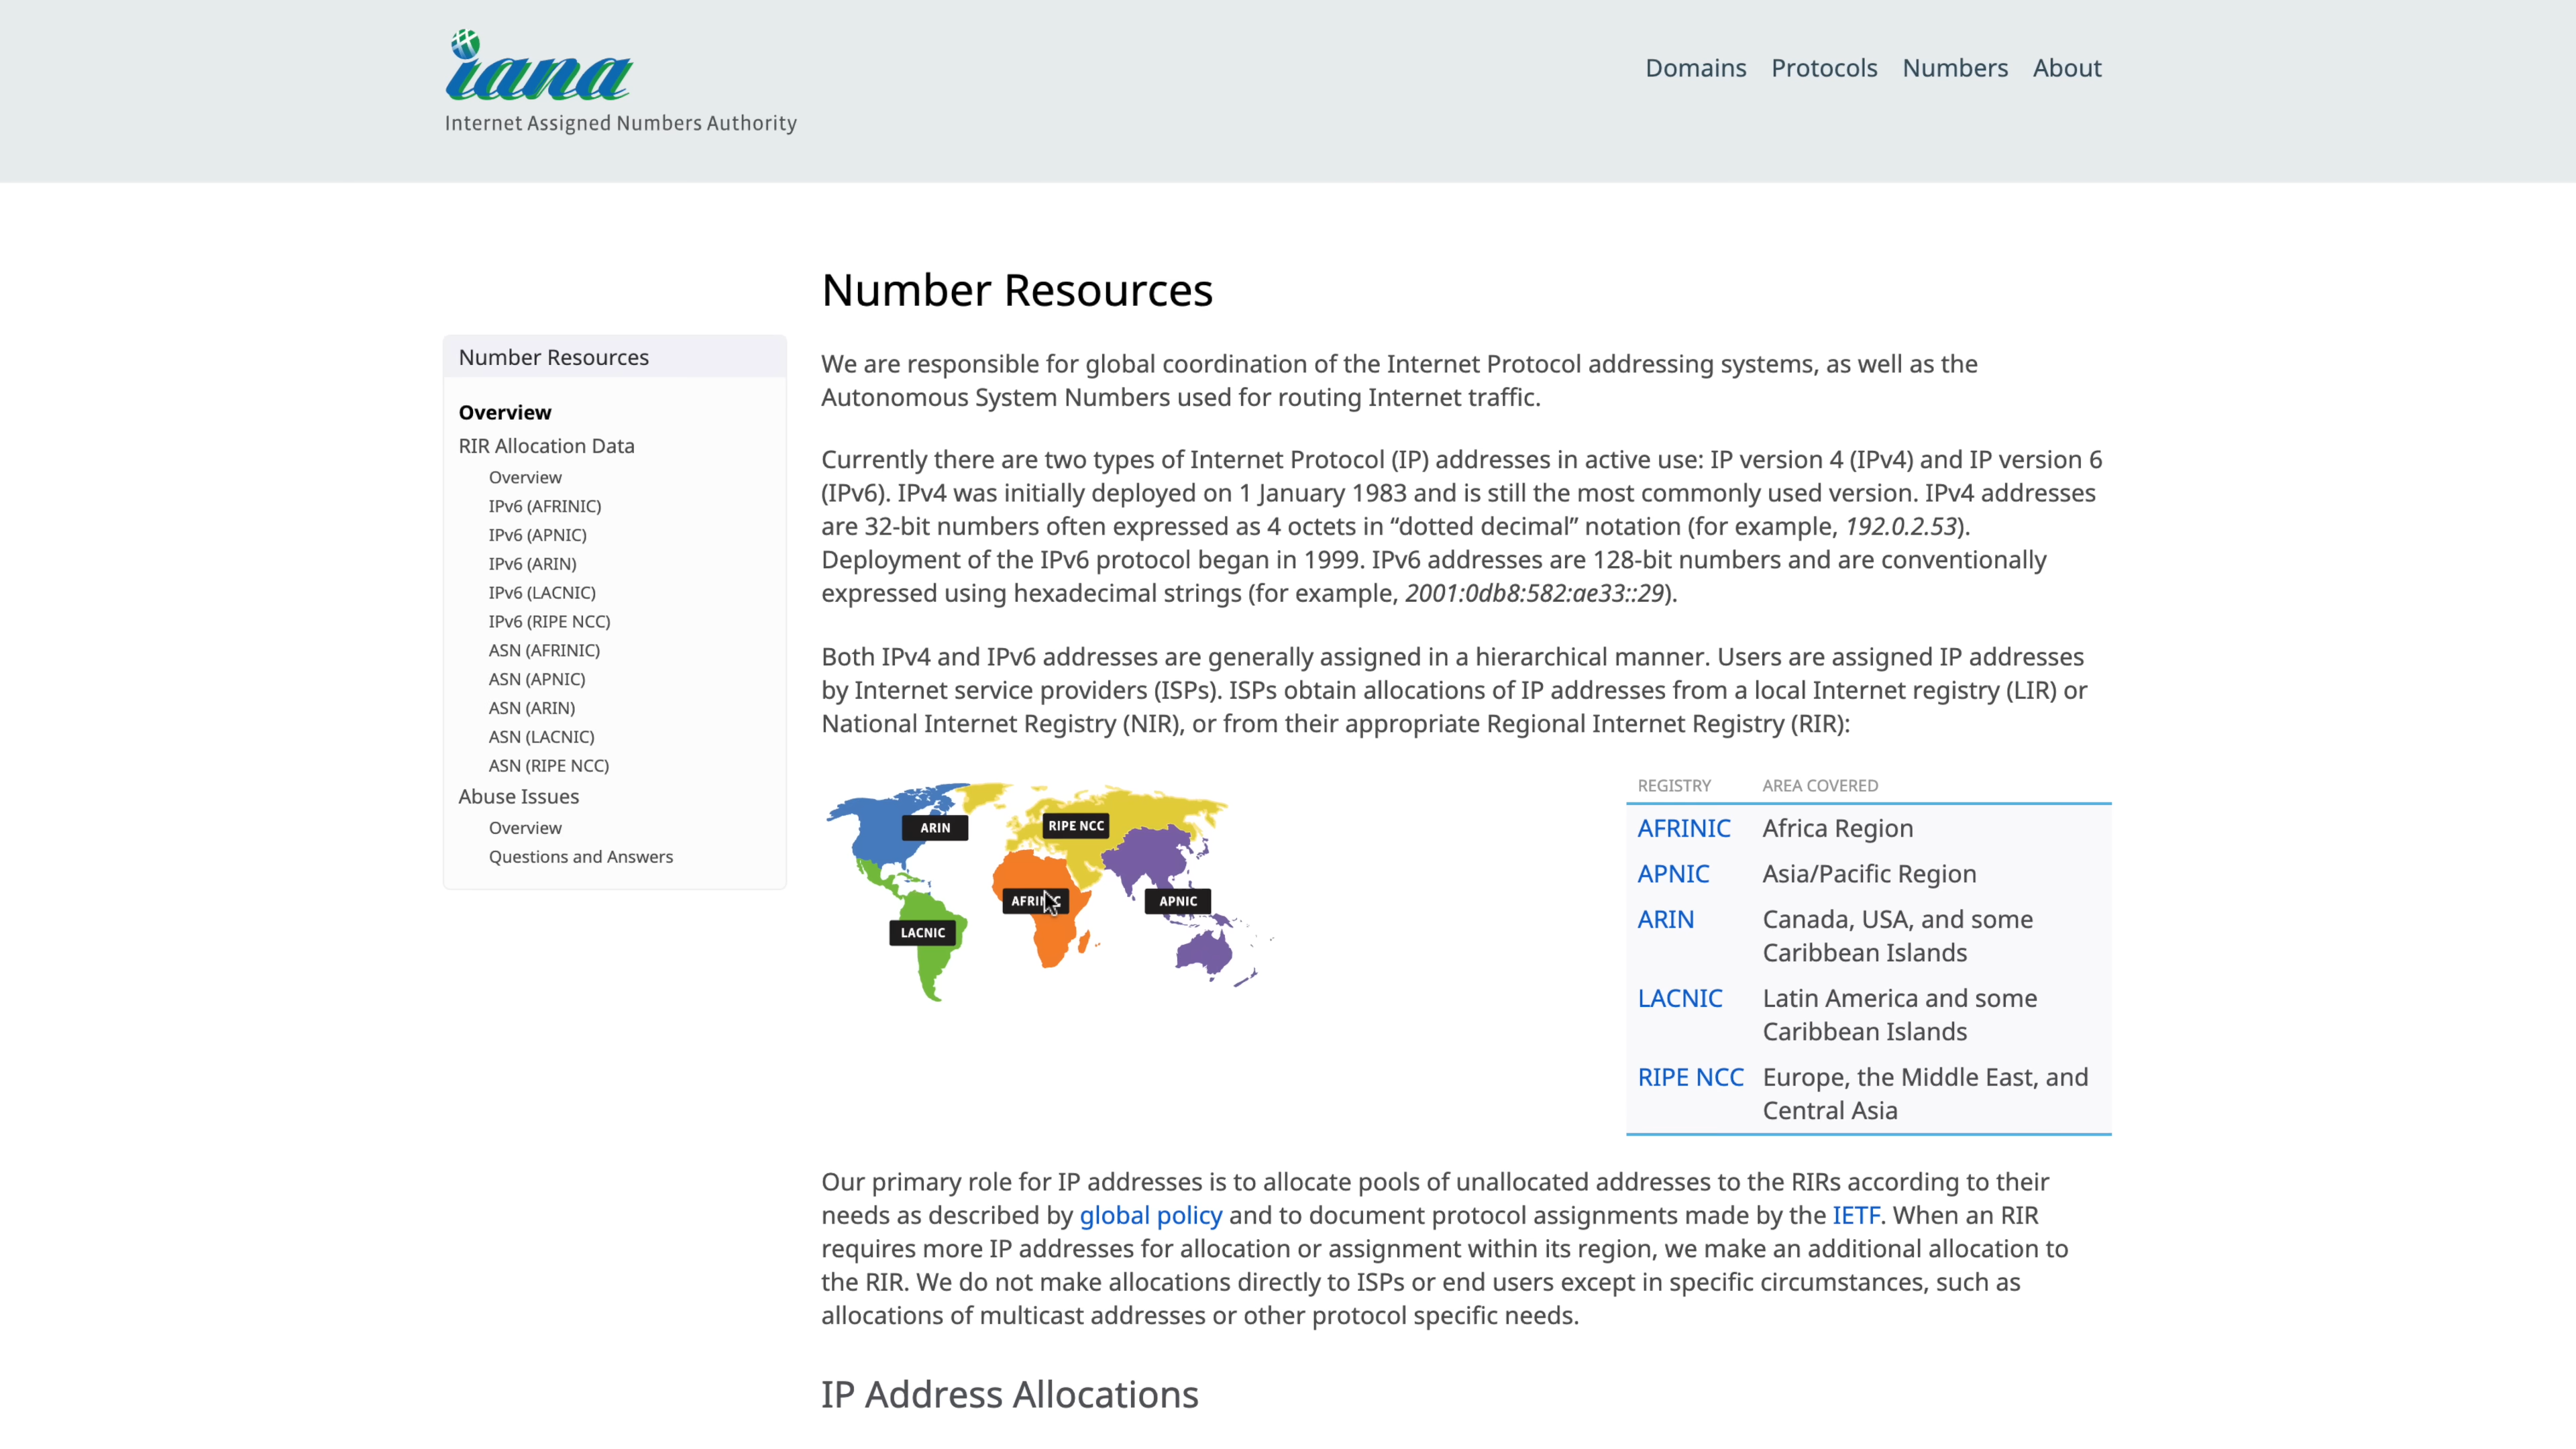 iana
Internet Assigned Numbers Authority
Domains Protocols Numbers About
Number Resources
Overview
RIR Allocation Data
Overview
IPv6 (AFRINIC)
IPv6 (APNIC)
IPv6 (ARIN)
IPv6 (LACNIC)
IPv6 (RIPE NCC)
ASN (AFRINIC)
ASN (APNIC)
ASN (ARIN)
ASN (LACNIC)
ASN (RIPE NCC)
Abuse Issues
Overview
Questions and Answers
Number Resources
We are responsible for global coordination of the Internet Protocol addressing systems, as well as the
Autonomous System Numbers used for routing Internet traffic.
Currently there are two types of Internet Protocol (IP) addresses in active use: IP version 4 (IPv4) and IP version 6
(IPv6). IPv4 was initially deployed on 1 January 1983 and is still the most commonly used version. IPv4 addresses
are 32-bit numbers often expressed as 4 octets in “dotted decimal” notation (for example, 192.0.2.53).
Deployment of the IPv6 protocol began in 1999. IPv6 addresses are 128-bit numbers and are conventionally
expressed using hexadecimal strings (for example, 2001:0db8:582:ae33::29).
Both IPv4 and IPv6 addresses are generally assigned in a hierarchical manner. Users are assigned IP addresses
by Internet service providers (ISPs). ISPs obtain allocations of IP addresses from a local Internet registry (LIR) or
National Internet Registry (NIR), or from their appropriate Regional Internet Registry (RIR):
ARIN
RIPE NCC
AFRINIC
APNIC
LACNIC
REGISTRY AREA COVERED
AFRINIC Africa Region
APNIC Asia/Pacific Region
ARIN Canada, USA, and some
Caribbean Islands
LACNIC Latin America and some
Caribbean Islands
RIPE NCC Europe, the Middle East, and
Central Asia
Our primary role for IP addresses is to allocate pools of unallocated addresses to the RIRs according to their
needs as described by global policy and to document protocol assignments made by the IETF. When an RIR
requires more IP addresses for allocation or assignment within its region, we make an additional allocation to
the RIR. We do not make allocations directly to ISPs or end users except in specific circumstances, such as
allocations of multicast addresses or other protocol specific needs.
IP Address Allocations